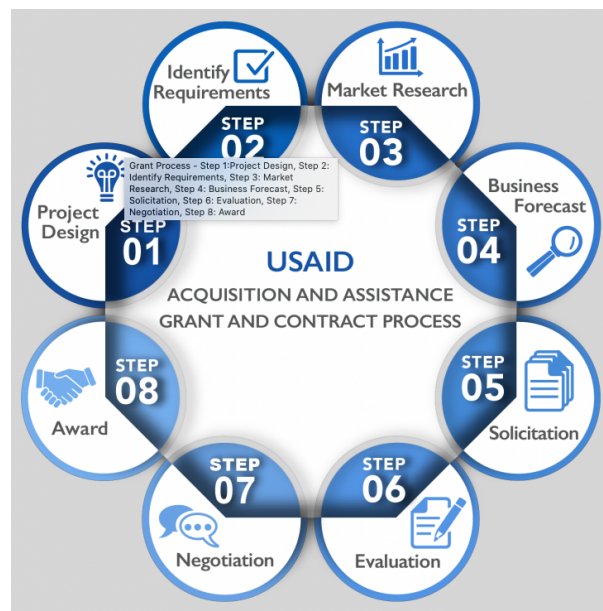 Identify
Requirements
STEP
02
Market Research
STEP
03
Grant Process - Step 1:Project Design, Step 2:
Identify Requirements, Step 3: Market
Research, Step 4: Business Forecast, Step 5:
Solicitation, Step 6: Evaluation, Step 7:
Negotiation, Step 8: Award
Project
Design
STEP
01
Business
Forecast
STEP
04
USAID
ACQUISITION AND ASSISTANCE
GRANT AND CONTRACT PROCESS
STEP
08
Award
STEP
05
Solicitation
STEP
07
Negotiation
STEP
06
Evaluation